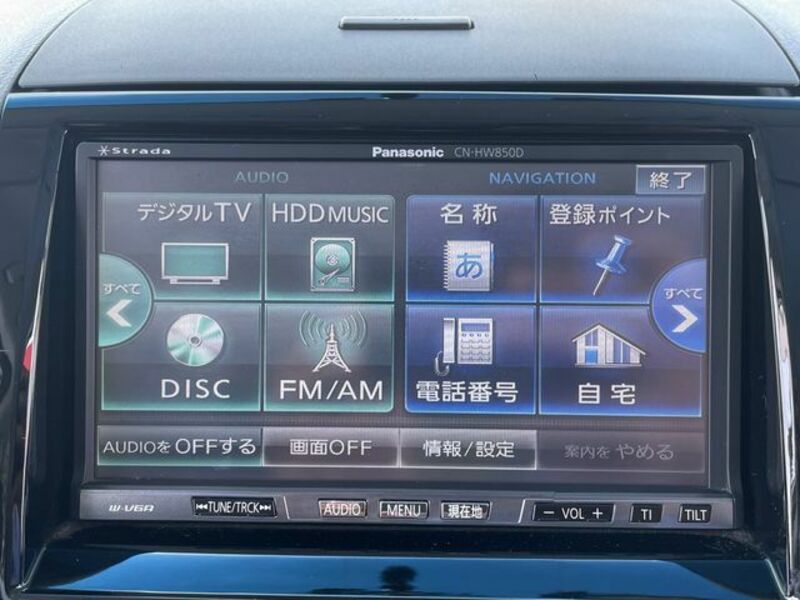 Strada Panasonic CN-HW850D
AUDIO NAVIGATION 終了
デジタルTV HDD MUSIC 名称 登録ポイント
あ
すべて すべて
DISC FM/AM 電話番号 自宅
AUDIOを OFFする 画面OFF 情報/設定 案内を やめる
W-VGA TUNE/TRCK AUDIO MENU 現在地 − VOL + TI TILT